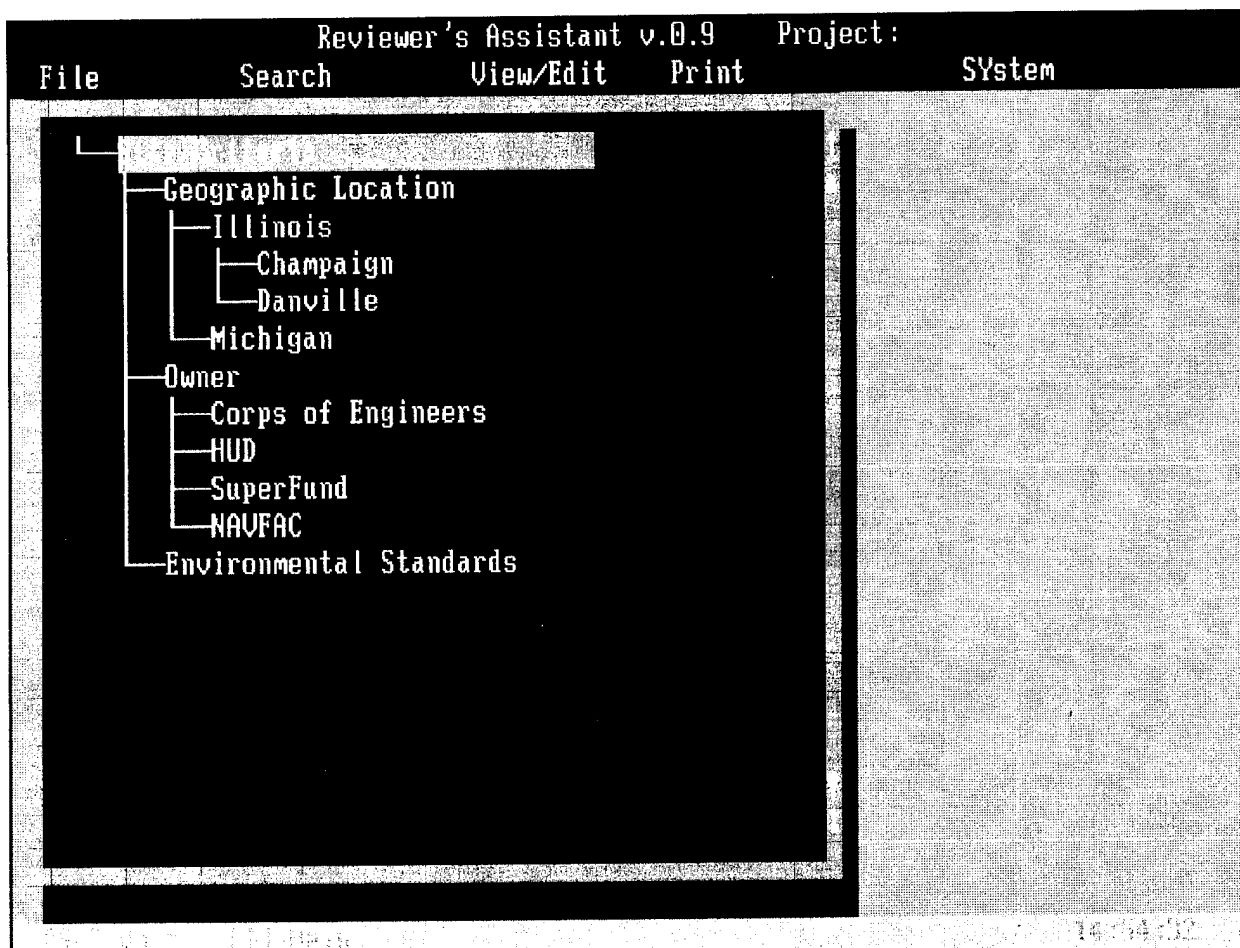 Reviewer's Assistant v.0.9 Project:
File Search View/Edit Print SYstem
Geographic Location
Illinois
Champaign
Danville
Michigan
Owner
Corps of Engineers
HUD
SuperFund
NAVFAC
Environmental Standards